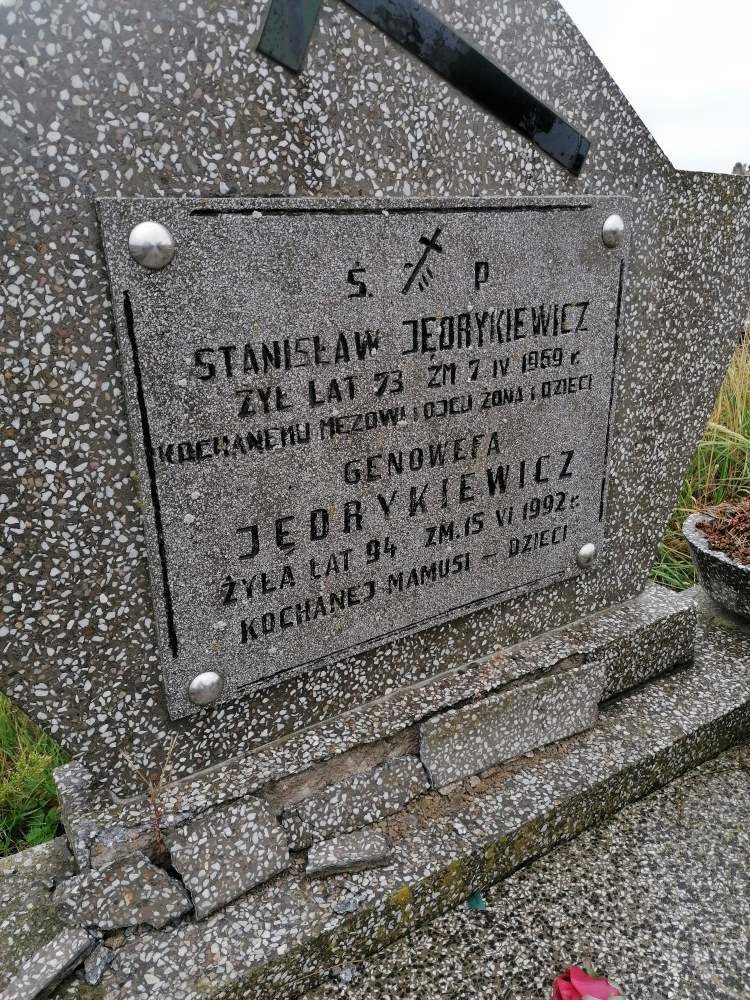 Ś. P
STANISŁAW JĘDRYKIEWICZ
ŻYŁ LAT 73 ZM 7 IV 1969 r.
KOCHANEMU MĘŻOWI i OJCU ŻONA i DZIECI
GENOWEFA
JĘDRYKIEWICZ
ŻYŁA LAT 94 ZM. 15 VI 1992 r.
KOCHANEJ MAMUSI – DZIECI